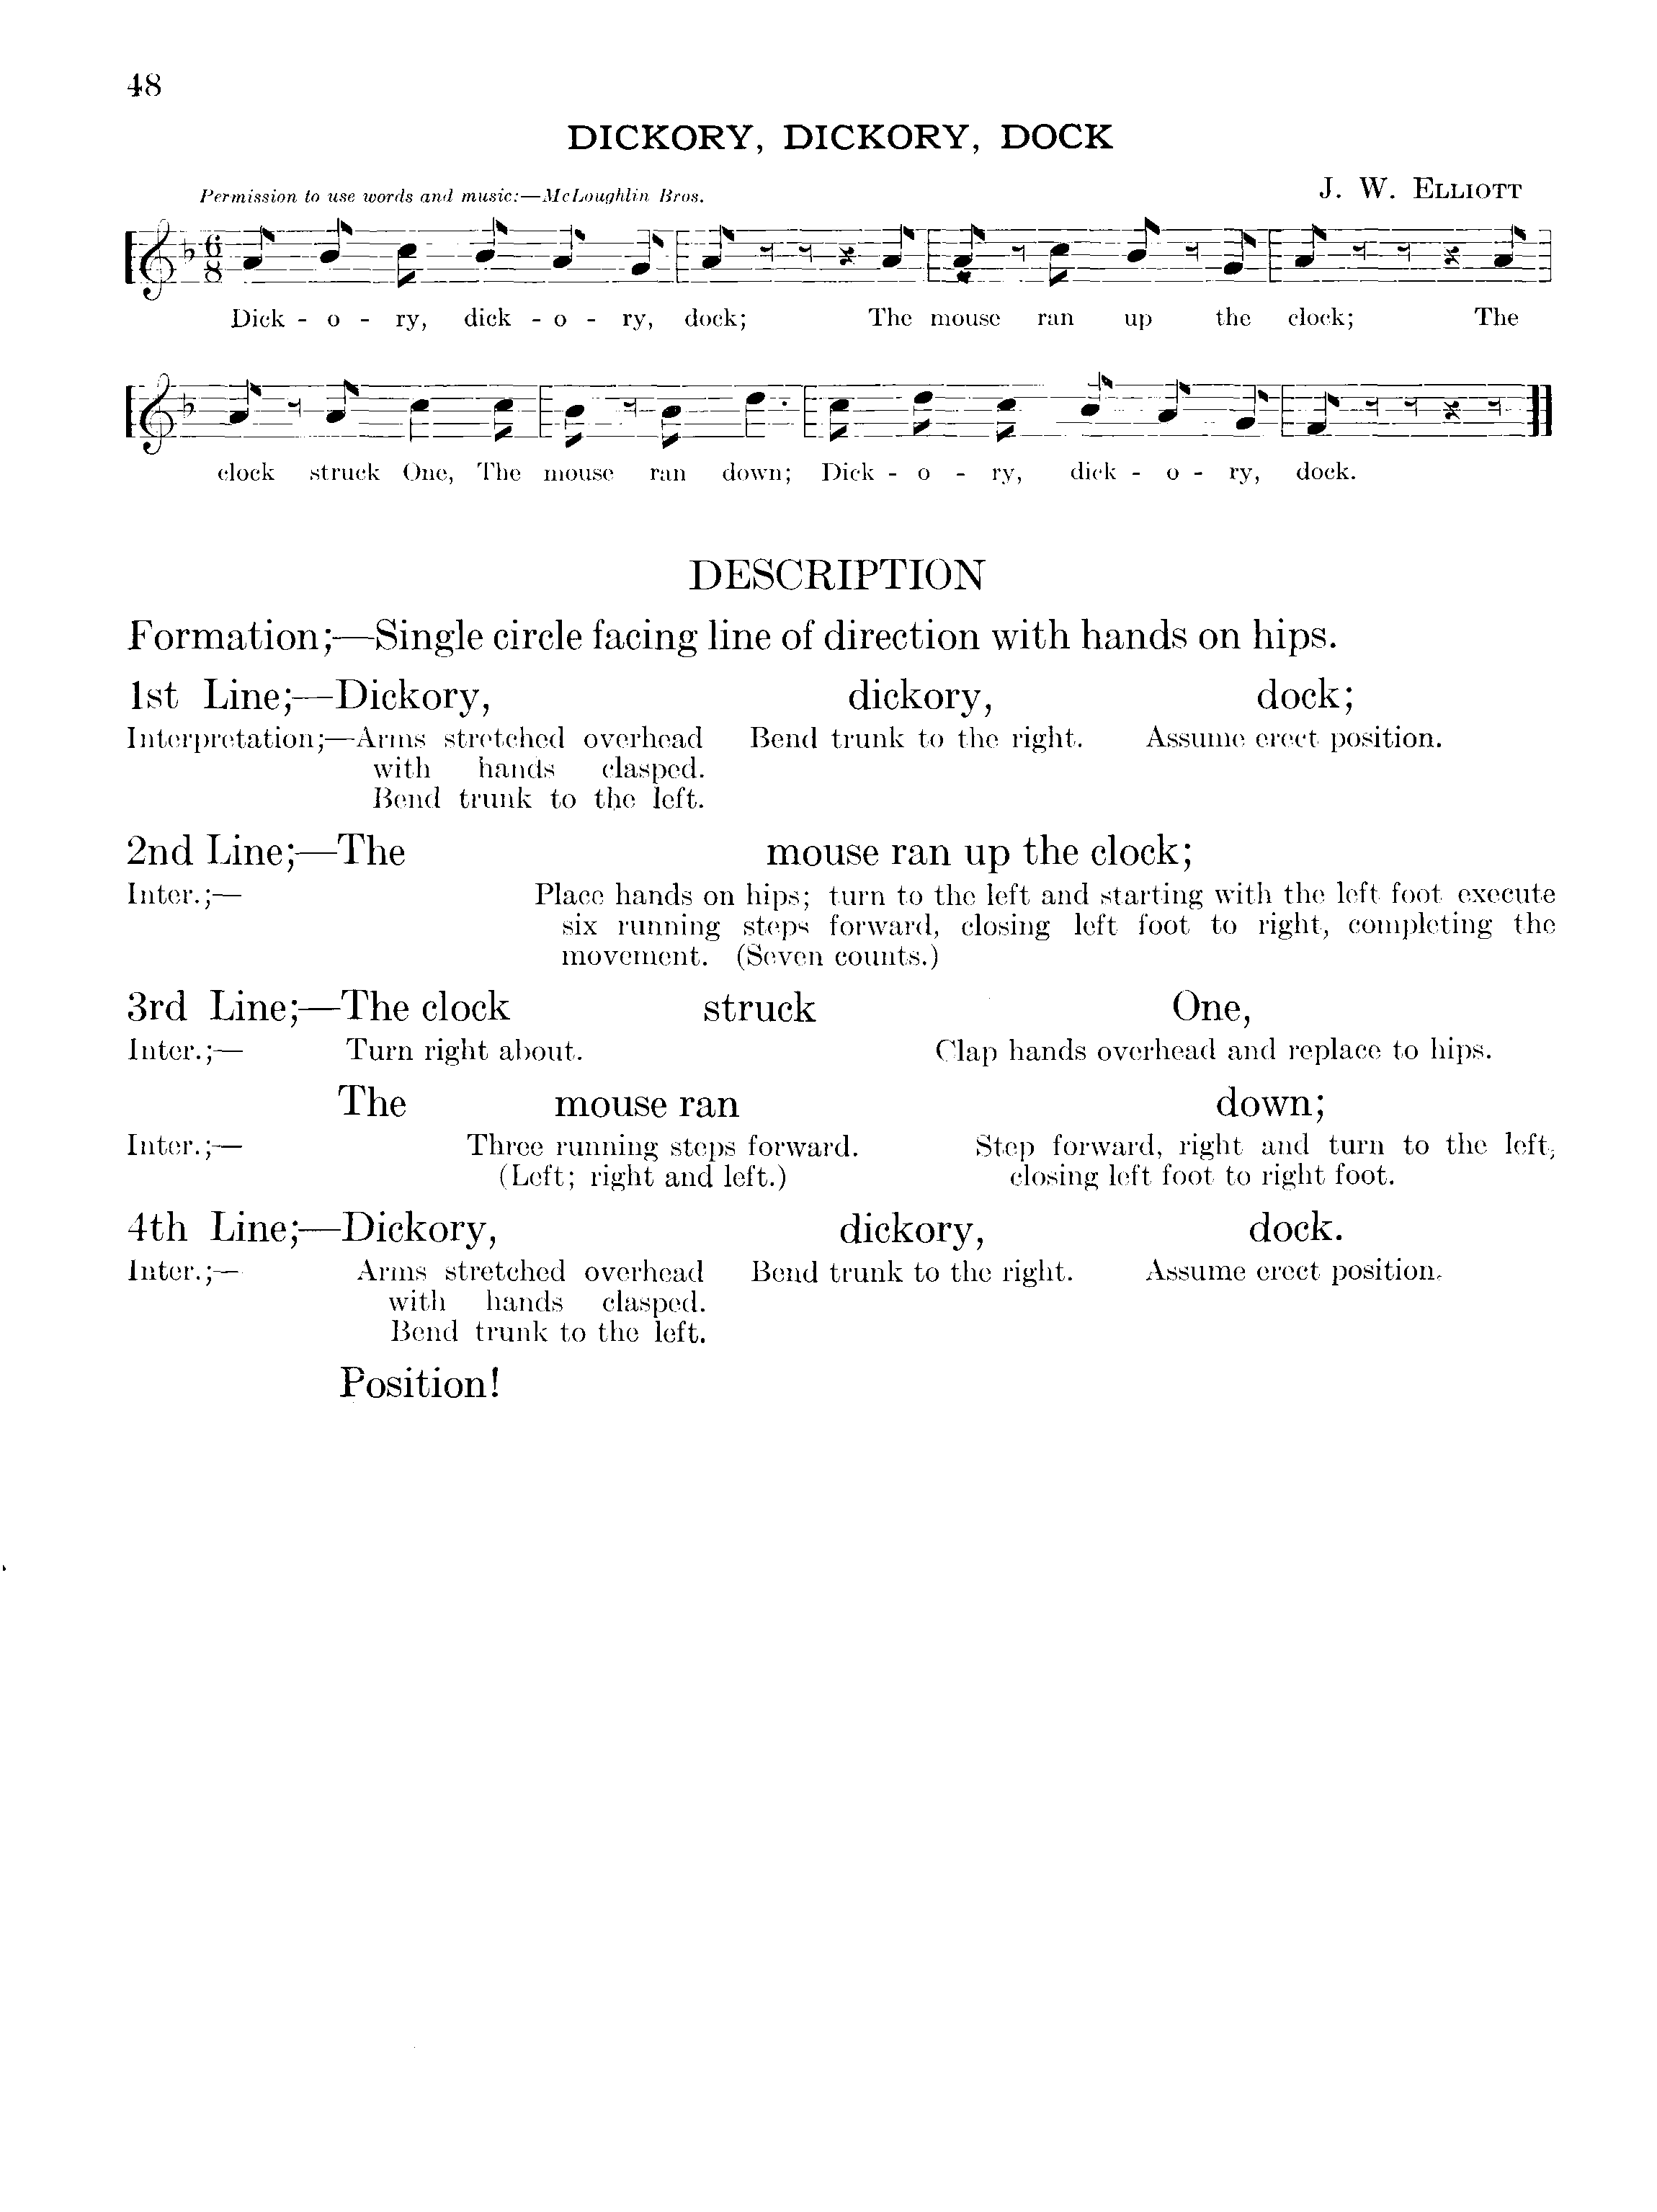 48
DICKORY, DICKORY, DOCK
Permission to use words and music:—McLoughlin Bros.
J. W. ELLIOTT
6
8
Dick - o - ry, dick - o - ry, dock; The mouse ran up the clock; The
clock struck One, The mouse ran down; Dick - o - ry, dick - o - ry, dock.
DESCRIPTION
Formation;—Single circle facing line of direction with hands on hips.
1st Line;—Dickory, dickory, dock;
Interpretation;—Arms stretched overhead Bend trunk to the right. Assume erect position.
with hands clasped.
Bend trunk to the left.
2nd Line;—The mouse ran up the clock;
Inter.;— Place hands on hips; turn to the left and starting with the left foot execute
six running steps forward, closing left foot to right, completing the
movement. (Seven counts.)
3rd Line;—The clock struck One,
Inter.;— Turn right about. Clap hands overhead and replace to hips.
The mouse ran down;
Inter.;— Three running steps forward. Step forward, right and turn to the left,
(Left; right and left.) closing left foot to right foot.
4th Line;—Dickory, dickory, dock.
Inter.;— Arms stretched overhead Bend trunk to the right. Assume erect position.
with hands clasped.
Bend trunk to the left.
Position!